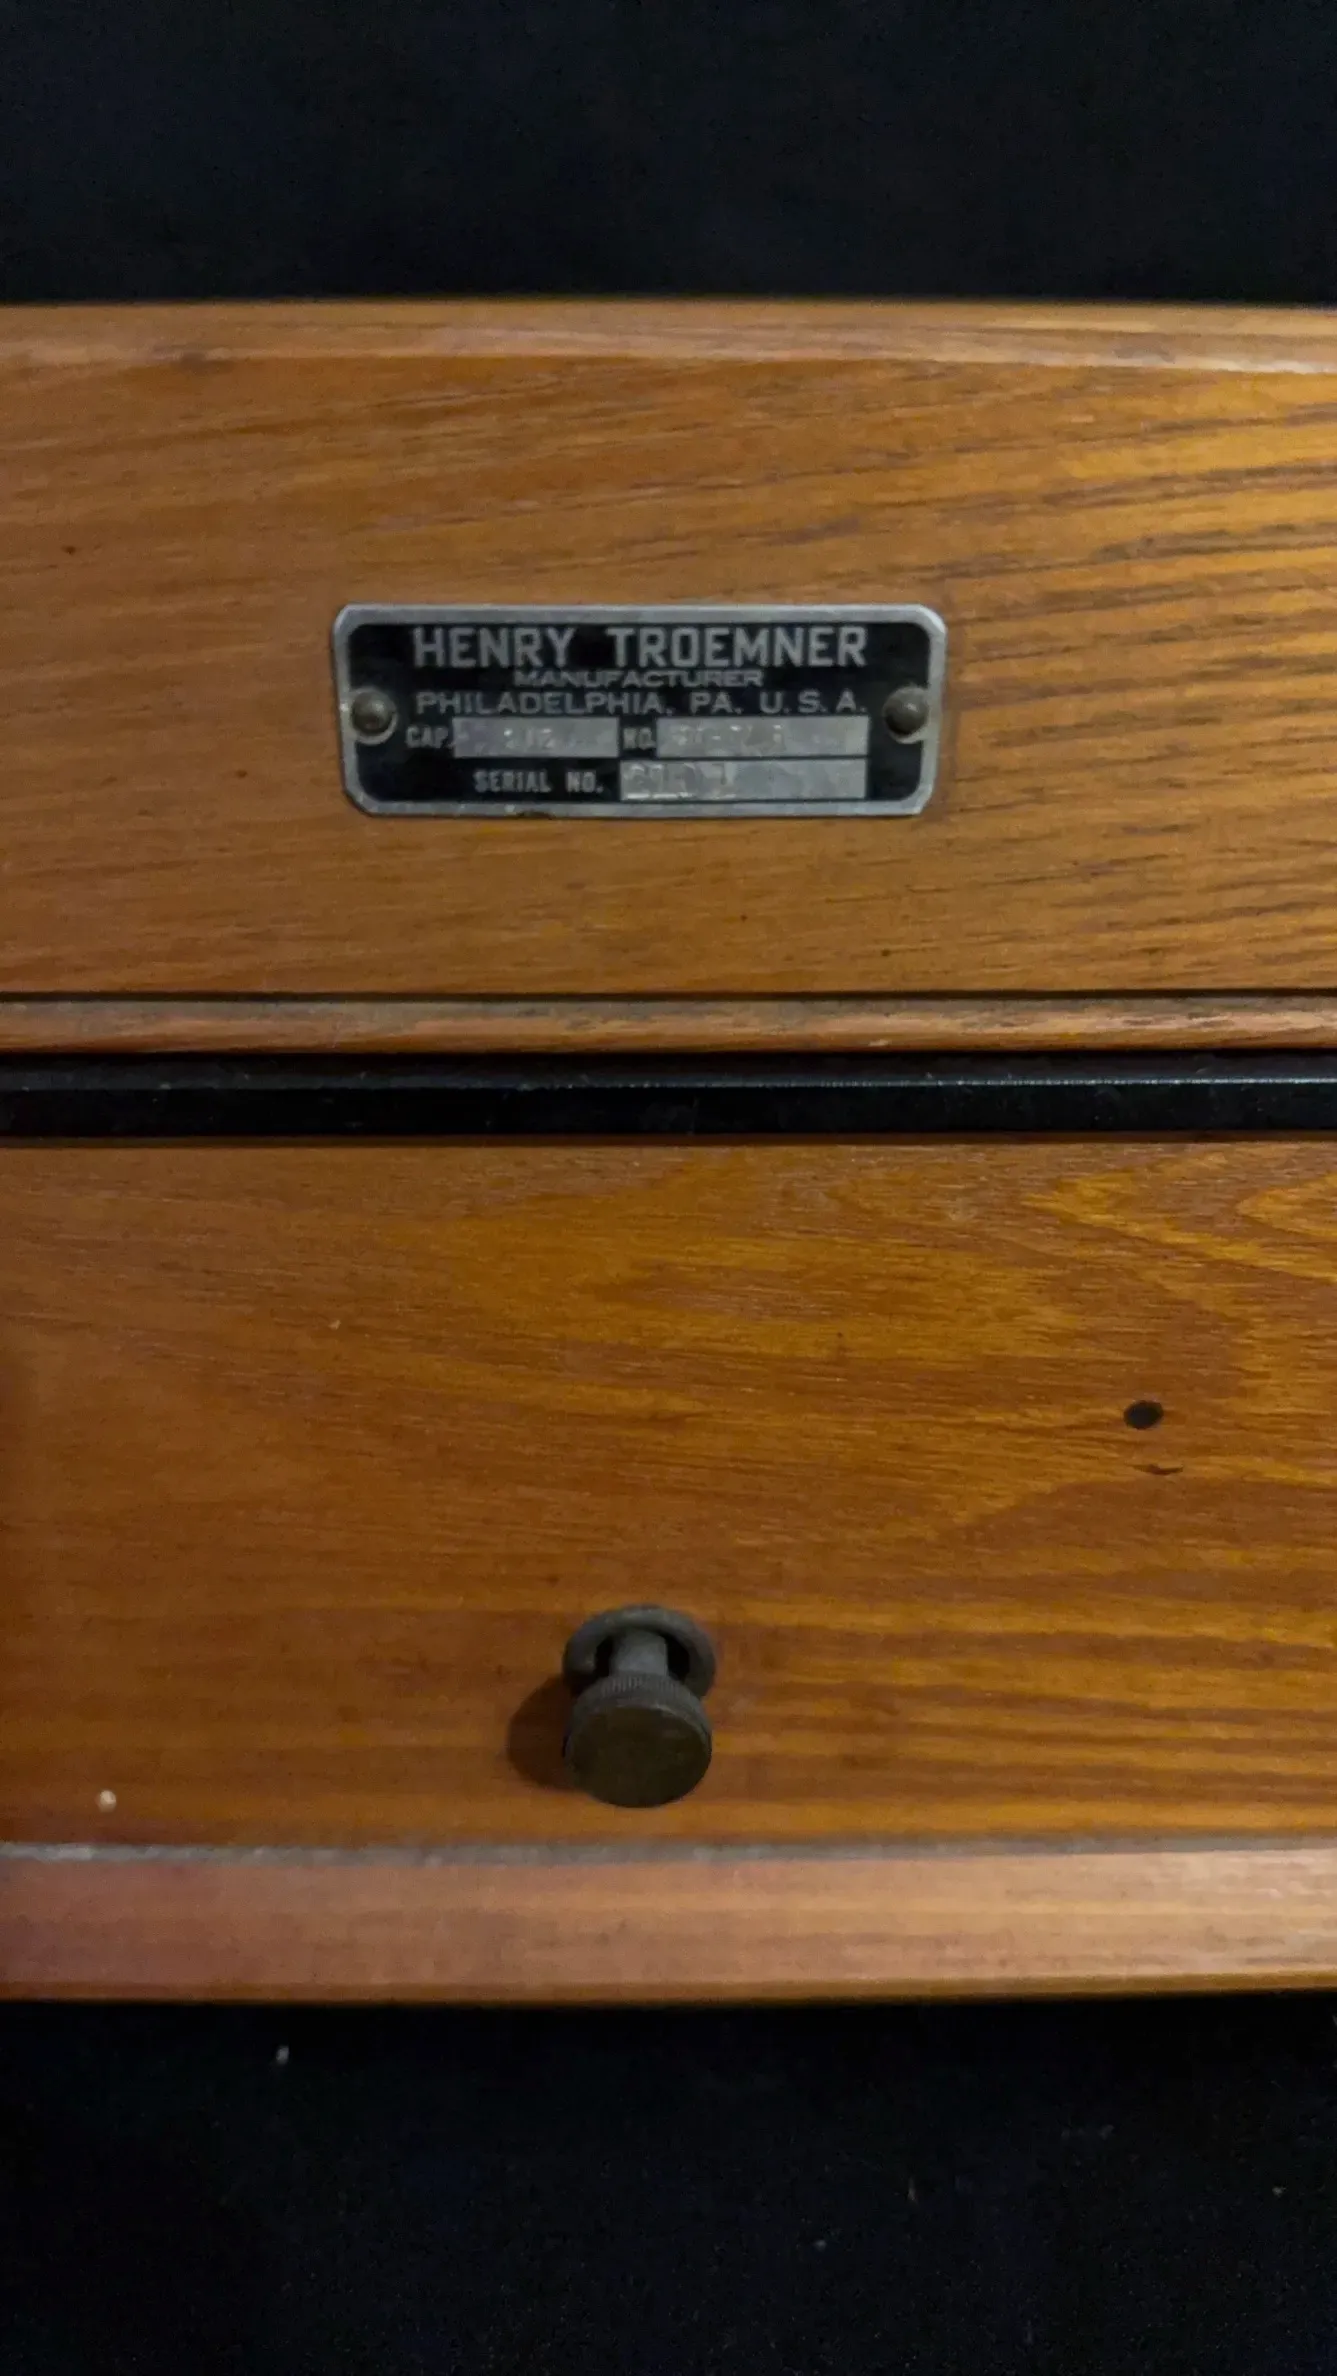 HENRY TROEMNER
MANUFACTURER
PHILADELPHIA, PA. U.S.A.
CAP. NO.
SERIAL NO.